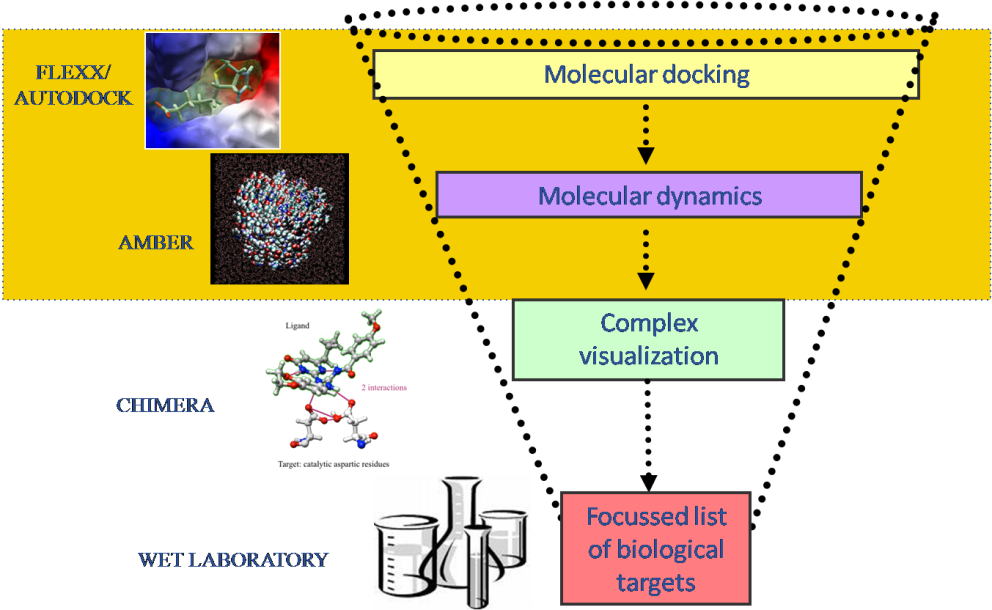 FLEXX/
AUTODOCK
Molecular docking
Molecular dynamics
AMBER
Complex
visualization
Ligand
2 interactions
CHIMERA
Target: catalytic aspartic residues
Focussed list
of biological
targets
WET LABORATORY